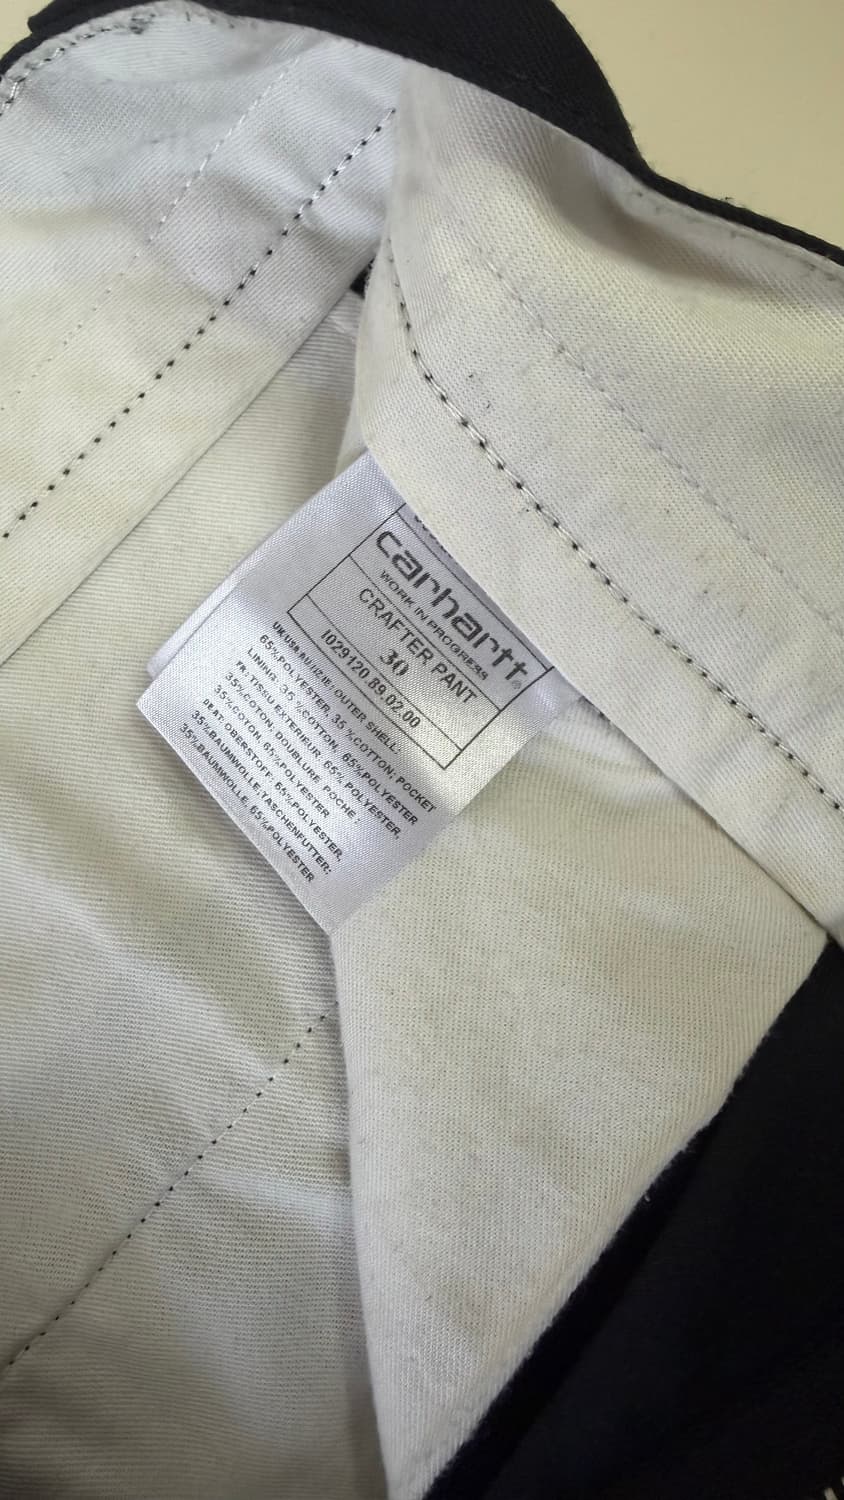 carhartt®
WORK IN PROGRESS
CRAFTER PANT
30
I029120.89.02.00
UK,USA,AU,NZ,IE: OUTER SHELL:
65%POLYESTER, 35 %COTTON; POCKET
LINING: 35 %COTTON, 65%POLYESTER
FR: TISSU EXTERIEUR: 65% POLYESTER,
35%COTON; DOUBLURE POCHE :
35%COTON, 65%POLYESTER
DE,AT: OBERSTOFF: 65%POLYESTER,
35%BAUMWOLLE;TASCHENFUTTER:
35%BAUMWOLLE, 65%POLYESTER